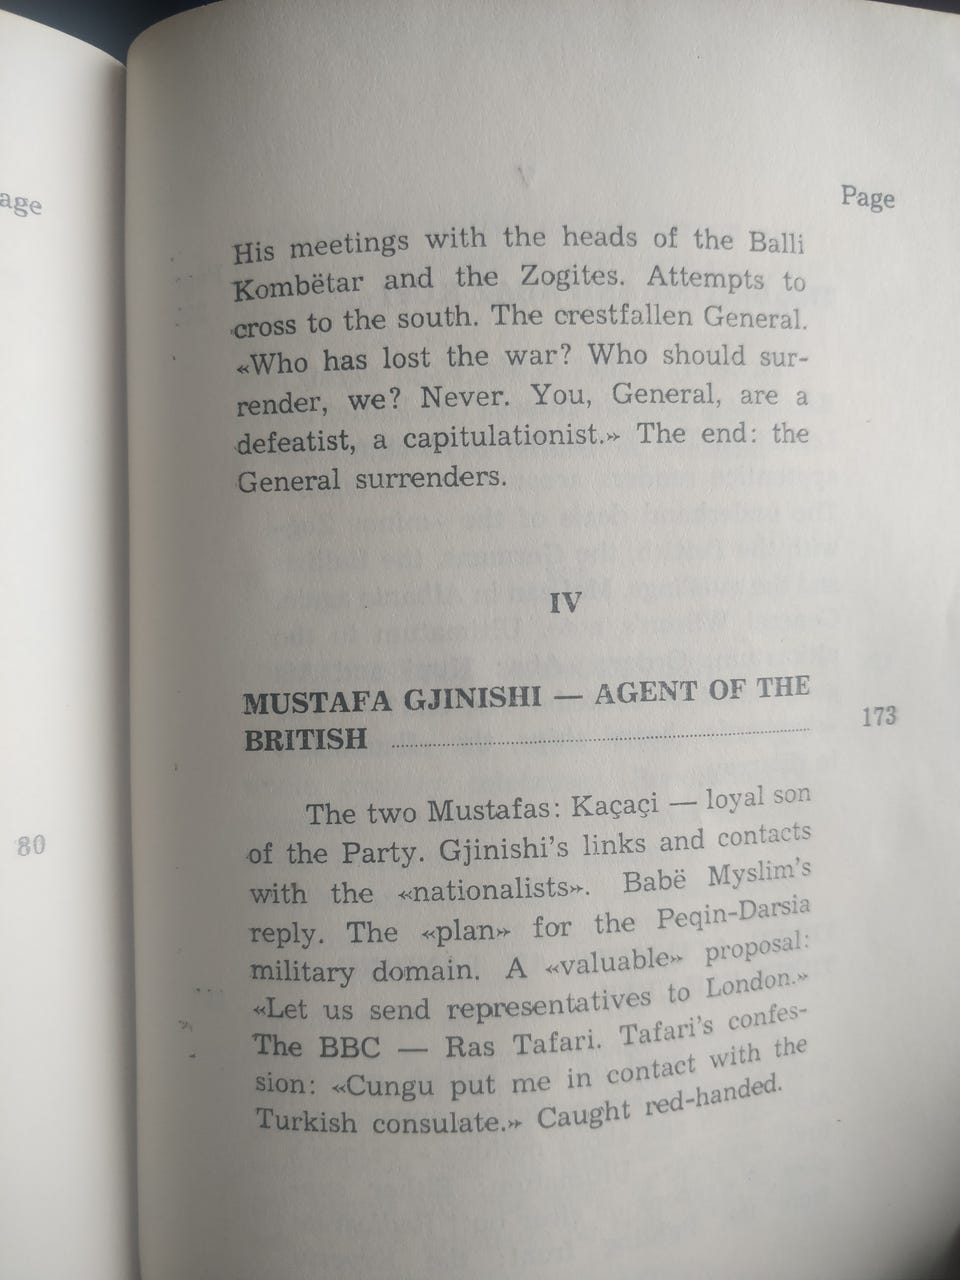 age
80
Page
His meetings with the heads of the Balli
Kombëtar and the Zogites. Attempts to
cross to the south. The crestfallen General.
«Who has lost the war? Who should sur-
render, we? Never. You, General, are a
defeatist, a capitulationist.» The end: the
General surrenders.
IV
MUSTAFA GJINISHI — AGENT OF THE
BRITISH ........................................ 173
The two Mustafas: Kaçaçi — loyal son
of the Party. Gjinishi's links and contacts
with the «nationalists». Babë Myslim's
reply. The «plan» for the Peqin-Darsia
military domain. A «valuable» proposal:
«Let us send representatives to London.»
The BBC — Ras Tafari. Tafari's confes-
sion: «Cungu put me in contact with the
Turkish consulate.» Caught red-handed.